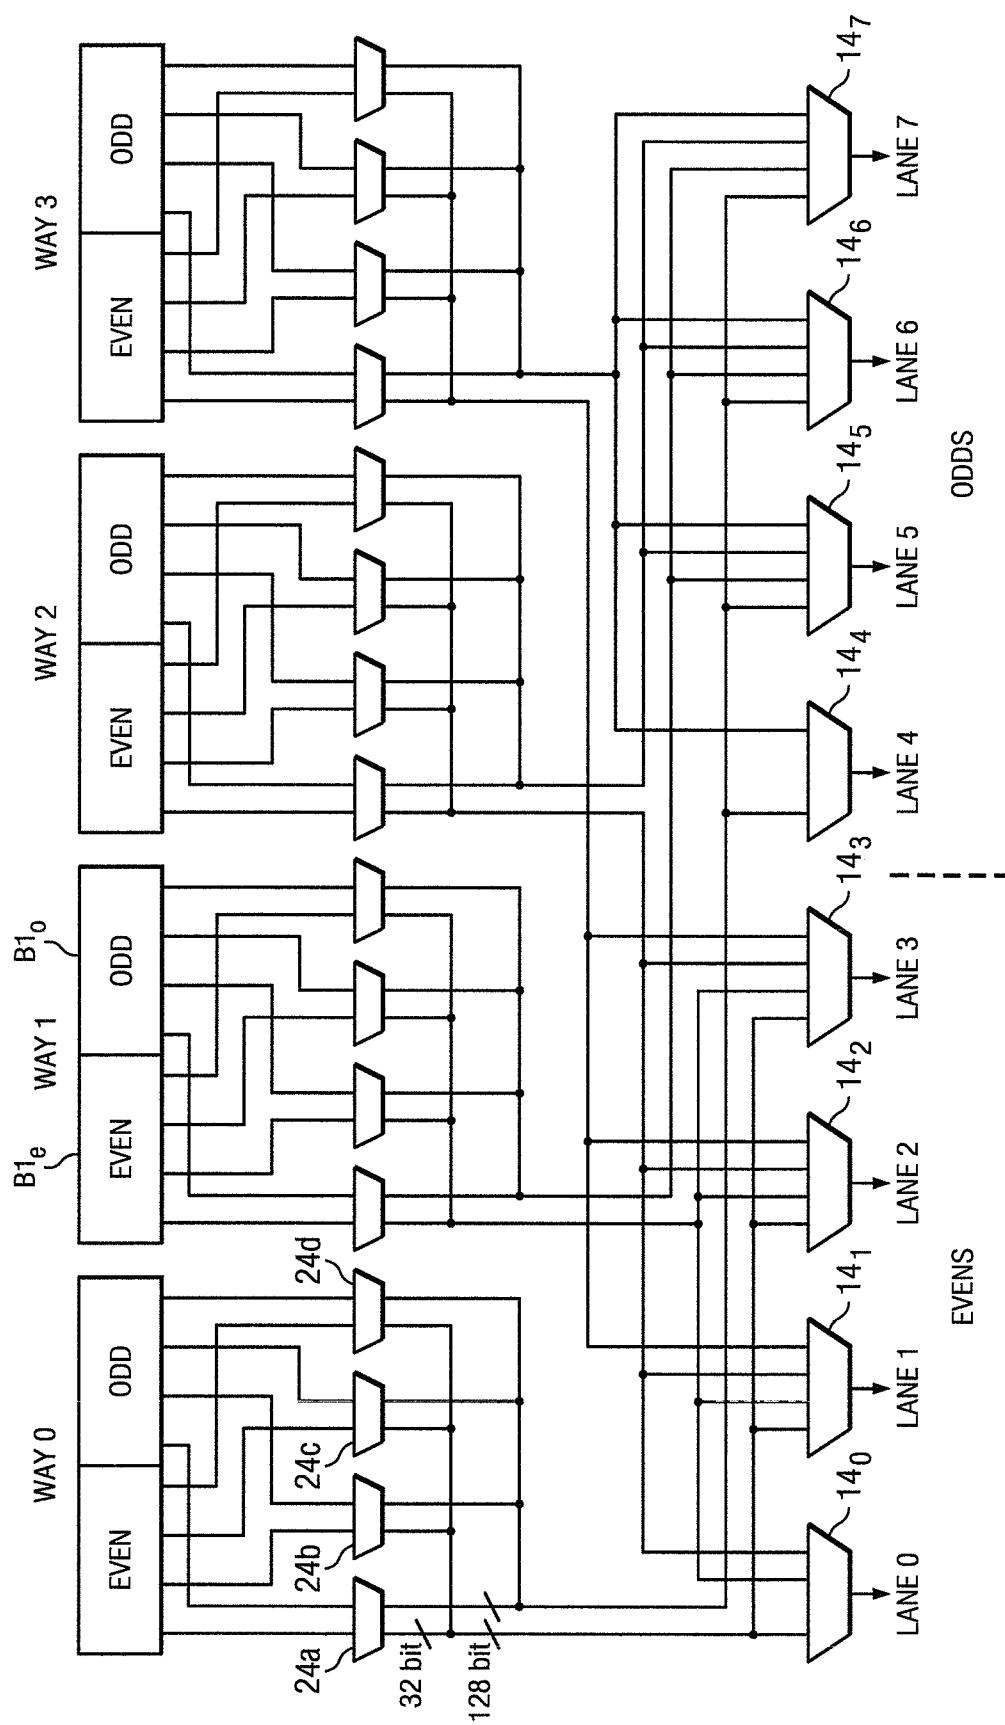 WAY 0
WAY 1
WAY 2
WAY 3
B1e
B1o
EVEN
ODD
EVEN
ODD
EVEN
ODD
EVEN
ODD
24a
24b
24c
24d
32 bit
128 bit
14₀
14₁
14₂
14₃
14₄
14₅
14₆
14₇
LANE 0
LANE 1
LANE 2
LANE 3
LANE 4
LANE 5
LANE 6
LANE 7
EVENS
ODDS